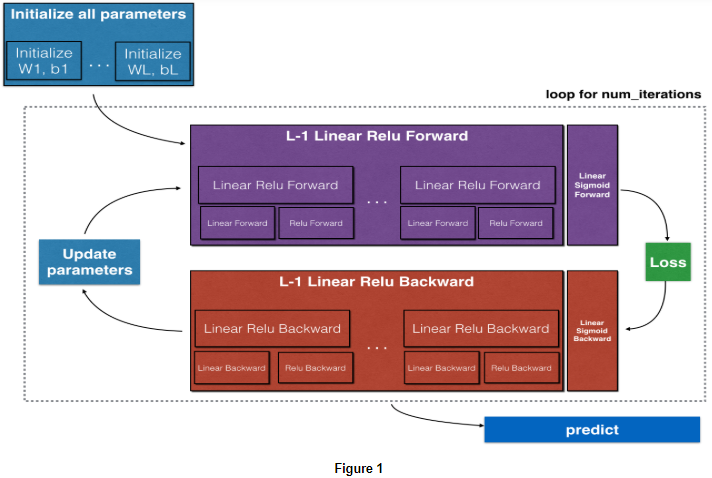 Initialize all parameters
Initialize
W1, b1
...
Initialize
WL, bL
loop for num_iterations
L-1 Linear Relu Forward
Linear Relu Forward
...
Linear Relu Forward
Linear Forward
Relu Forward
Linear Forward
Relu Forward
Linear
Sigmoid
Forward
Update
parameters
Loss
L-1 Linear Relu Backward
Linear Relu Backward
...
Linear Relu Backward
Linear Backward
Relu Backward
Linear Backward
Relu Backward
Linear
Sigmoid
Backward
predict
Figure 1